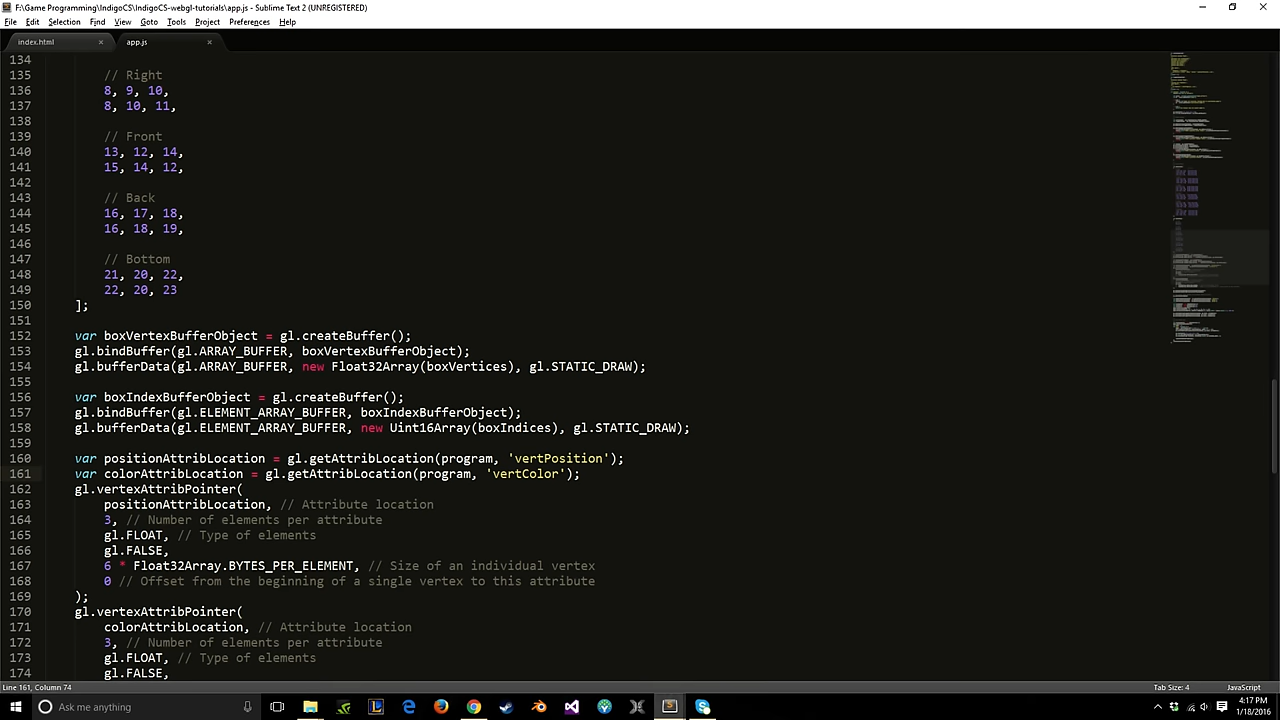 F:\Game Programming\IndigoCS\IndigoCS-webgl-tutorials\app.js - Sublime Text 2 (UNREGISTERED)
File Edit Selection Find View Goto Tools Project Preferences Help
index.html × app.js ×
134
135 // Right
136 8, 9, 10,
137 8, 10, 11,
138
139 // Front
140 13, 12, 14,
141 15, 14, 12,
142
143 // Back
144 16, 17, 18,
145 16, 18, 19,
146
147 // Bottom
148 21, 20, 22,
149 22, 20, 23
150 ];
151
152 var boxVertexBufferObject = gl.createBuffer();
153 gl.bindBuffer(gl.ARRAY_BUFFER, boxVertexBufferObject);
154 gl.bufferData(gl.ARRAY_BUFFER, new Float32Array(boxVertices), gl.STATIC_DRAW);
155
156 var boxIndexBufferObject = gl.createBuffer();
157 gl.bindBuffer(gl.ELEMENT_ARRAY_BUFFER, boxIndexBufferObject);
158 gl.bufferData(gl.ELEMENT_ARRAY_BUFFER, new Uint16Array(boxIndices), gl.STATIC_DRAW);
159
160 var positionAttribLocation = gl.getAttribLocation(program, 'vertPosition');
161 var colorAttribLocation = gl.getAttribLocation(program, 'vertColor');
162 gl.vertexAttribPointer(
163 positionAttribLocation, // Attribute location
164 3, // Number of elements per attribute
165 gl.FLOAT, // Type of elements
166 gl.FALSE,
167 6 * Float32Array.BYTES_PER_ELEMENT, // Size of an individual vertex
168 0 // Offset from the beginning of a single vertex to this attribute
169 );
170 gl.vertexAttribPointer(
171 colorAttribLocation, // Attribute location
172 3, // Number of elements per attribute
173 gl.FLOAT, // Type of elements
174 gl.FALSE,
Line 161, Column 74 Tab Size: 4 JavaScript
Ask me anything
4:17 PM
1/18/2016